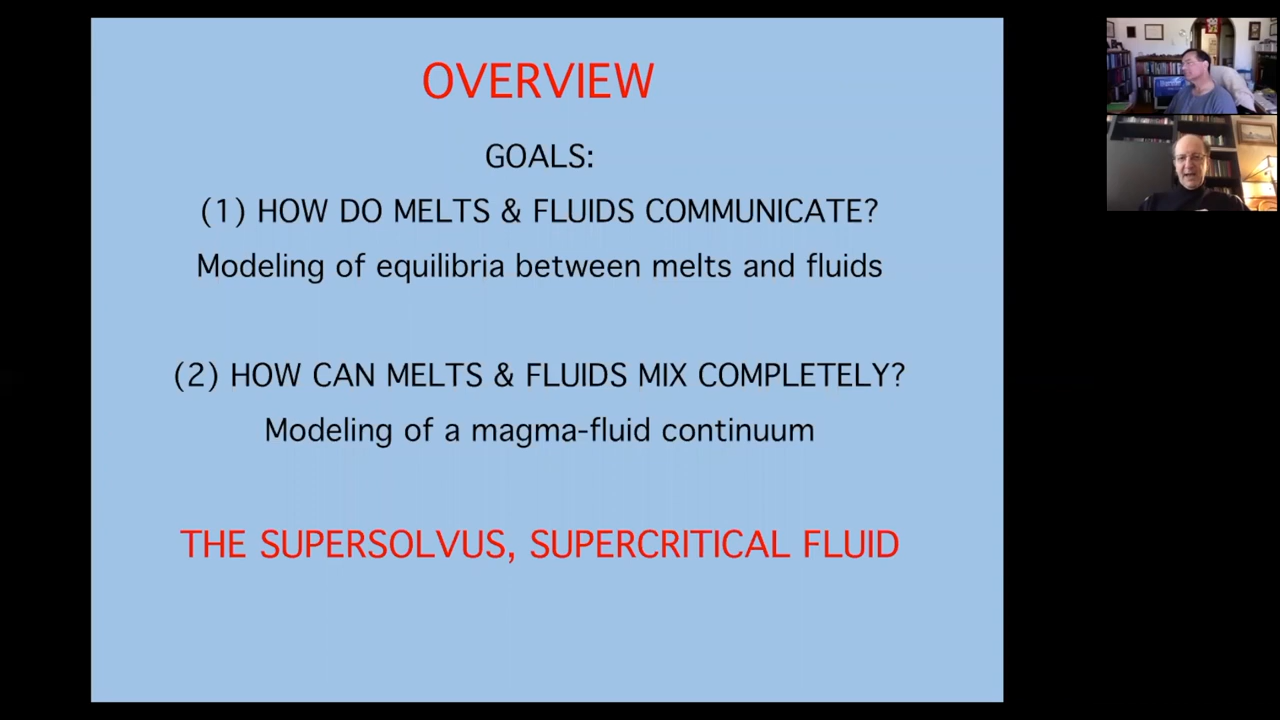 OVERVIEW
GOALS:
(1) HOW DO MELTS & FLUIDS COMMUNICATE?
Modeling of equilibria between melts and fluids
(2) HOW CAN MELTS & FLUIDS MIX COMPLETELY?
Modeling of a magma-fluid continuum
THE SUPERSOLVUS, SUPERCRITICAL FLUID